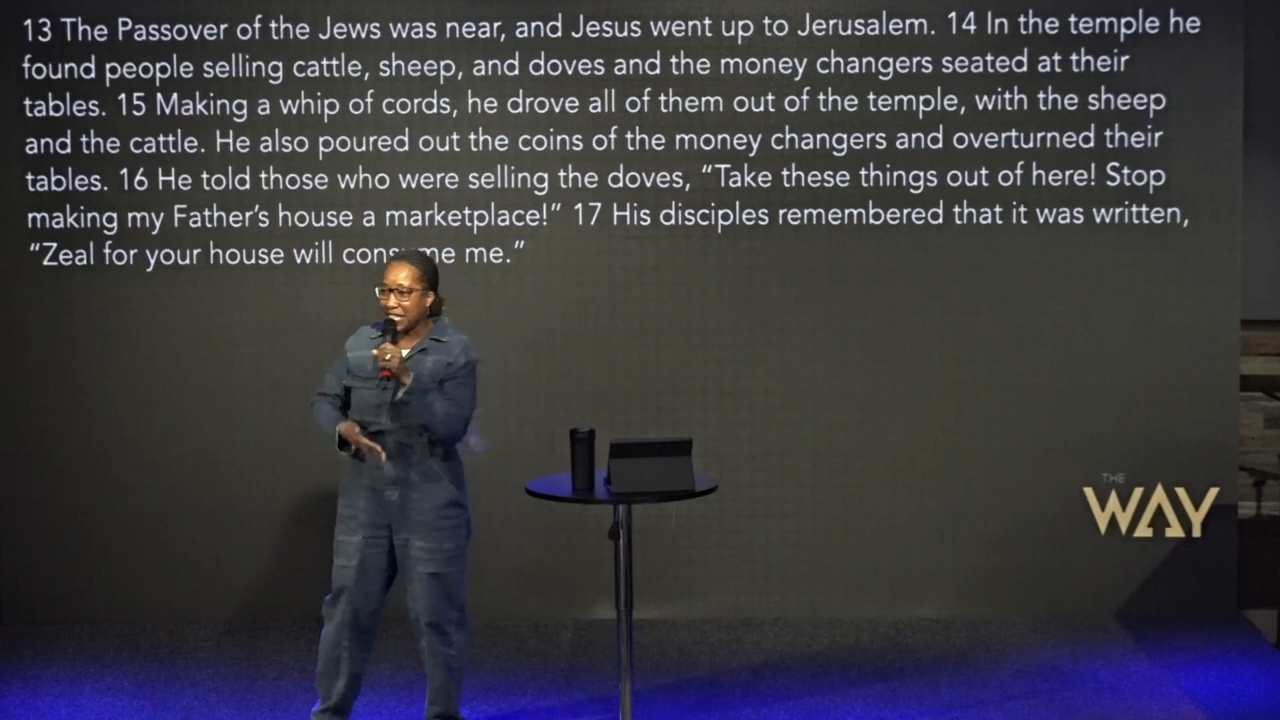 13 The Passover of the Jews was near, and Jesus went up to Jerusalem. 14 In the temple he
found people selling cattle, sheep, and doves and the money changers seated at their
tables. 15 Making a whip of cords, he drove all of them out of the temple, with the sheep
and the cattle. He also poured out the coins of the money changers and overturned their
tables. 16 He told those who were selling the doves, “Take these things out of here! Stop
making my Father’s house a marketplace!” 17 His disciples remembered that it was written,
“Zeal for your house will consume me.”
THE
WAY